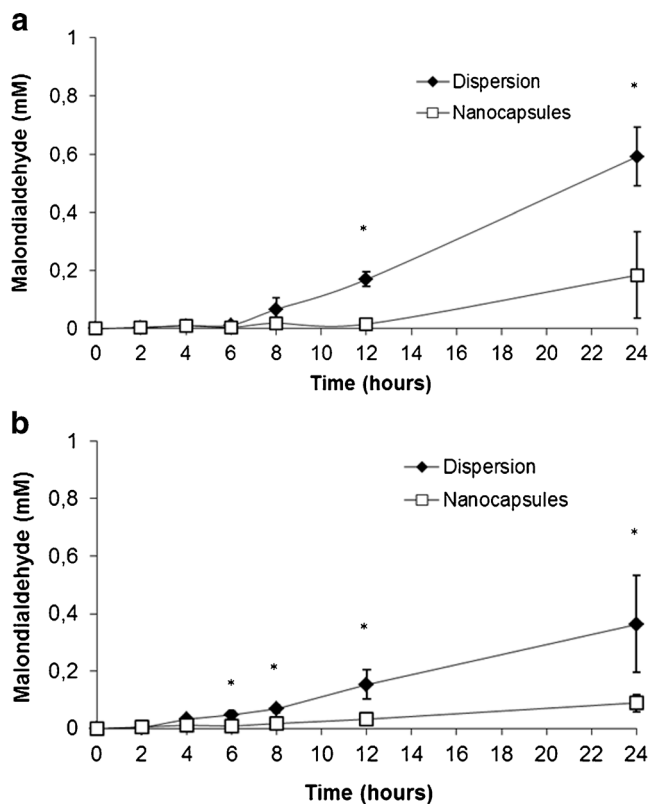 a
1
0,8
0,6
0,4
0,2
0
Malondialdehyde (mM)
Dispersion
Nanocapsules
*
*
0 2 4 6 8 10 12 14 16 18 20 22 24
Time (hours)
b
1
0,8
0,6
0,4
0,2
0
Malondialdehyde (mM)
Dispersion
Nanocapsules
*
*
*
*
0 2 4 6 8 10 12 14 16 18 20 22 24
Time (hours)